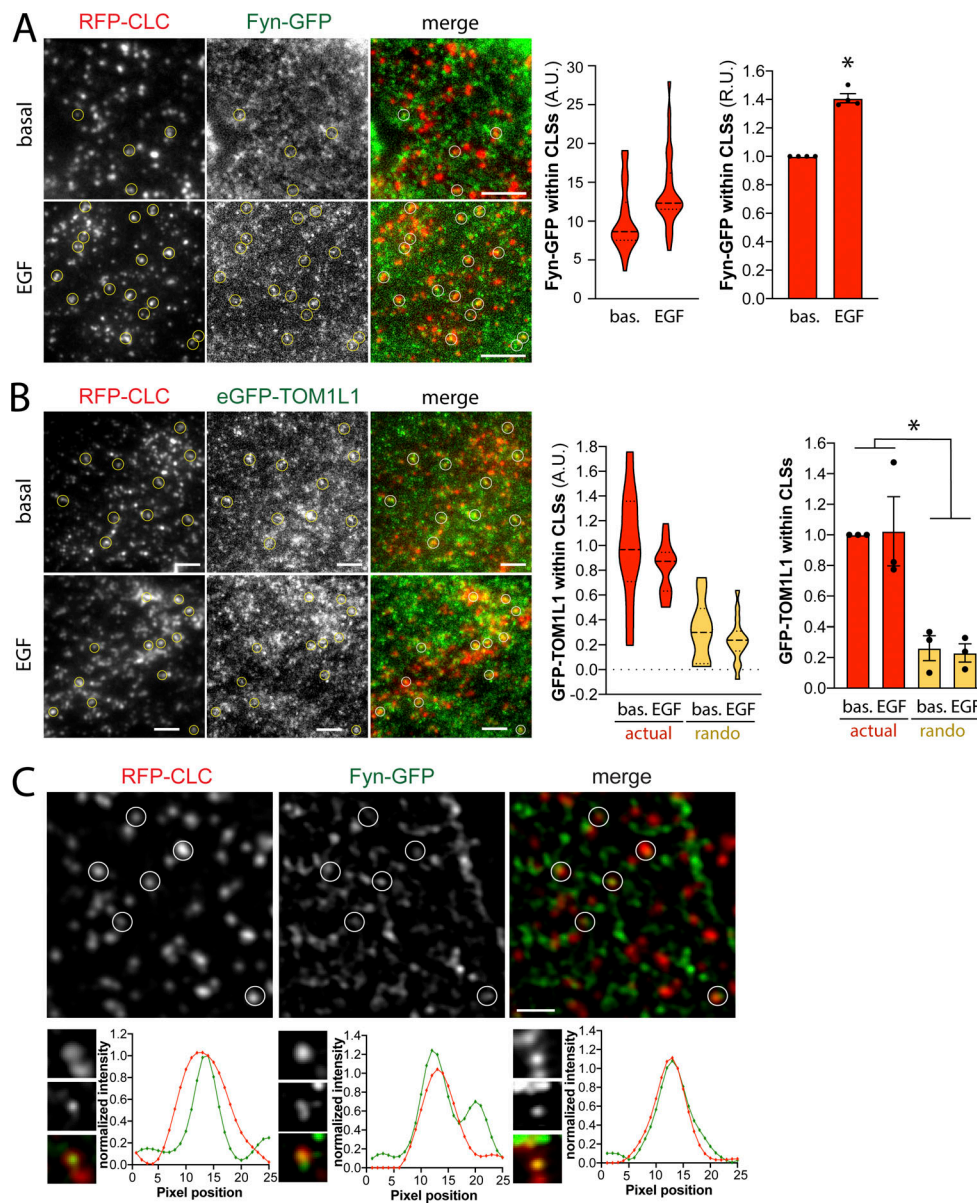 A
RFP-CLC Fyn-GFP merge
basal
EGF
Fyn-GFP within CLSs (A.U.)
30
25
20
15
10
5
0
bas. EGF
Fyn-GFP within CLSs (R.U.)
*
1.6
1.4
1.2
1.0
0.8
0.6
0.4
0.2
0
bas. EGF
B
RFP-CLC eGFP-TOM1L1 merge
basal
EGF
GFP-TOM1L1 within CLSs (A.U.)
1.8
1.6
1.4
1.2
1.0
0.8
0.6
0.4
0.2
0.0
-0.2
bas. EGF bas. EGF
actual rando
GFP-TOM1L1 within CLSs
*
1.6
1.4
1.2
1.0
0.8
0.6
0.4
0.2
0.0
bas. EGF bas. EGF
actual rando
C
RFP-CLC Fyn-GFP merge
normalized intensity
1.2
1.0
0.8
0.6
0.4
0.2
0.0
0 5 10 15 20 25
Pixel position
normalized intensity
1.4
1.2
1.0
0.8
0.6
0.4
0.2
0.0
0 5 10 15 20 25
Pixel position
normalized intensity
1.4
1.2
1.0
0.8
0.6
0.4
0.2
0.0
0 5 10 15 20 25
Pixel position